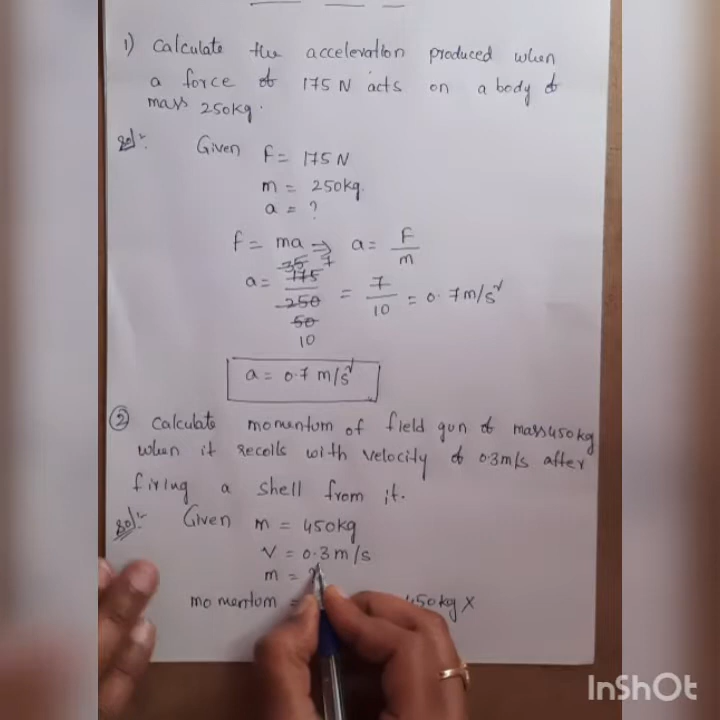 1) Calculate the acceleration produced when
a force of 175 N acts on a body of
mass 250kg.
Sol:- Given F = 175 N
m = 250kg.
a = ?
F = ma ⇒ a = F/m
35 7
a = 175/250 = 7/10 = 0.7 m/s²
50
10
a = 0.7 m/s²
② Calculate momentum of field gun of mass 450kg
when it recoils with velocity of 0.3m/s after
firing a shell from it.
Sol:- Given m = 450kg
V = 0.3 m/s
m = ?
momentum = 450kg X
InShOt